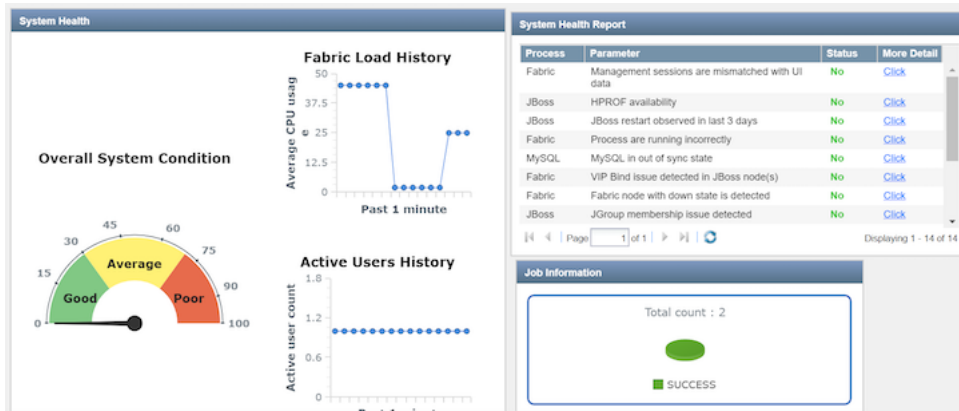 System Health
Overall System Condition
0
15
30
45
60
75
90
100
Good
Average
Poor
Fabric Load History
Average CPU usag
e
50
37.5
25
12.5
0
Past 1 minute
Active Users History
Active user count
1.8
1.2
0.6
0
System Health Report
Process Parameter Status More Detail
Fabric Management sessions are mismatched with UI No Click
data
JBoss HPROF availability No Click
JBoss JBoss restart observed in last 3 days No Click
Fabric Process are running incorrectly No Click
MySQL MySQL in out of sync state No Click
Fabric VIP Bind issue detected in JBoss node(s) No Click
Fabric Fabric node with down state is detected No Click
JBoss JGroup membership issue detected No Click
Page 1 of 1 Displaying 1 - 14 of 14
Job Information
Total count : 2
SUCCESS